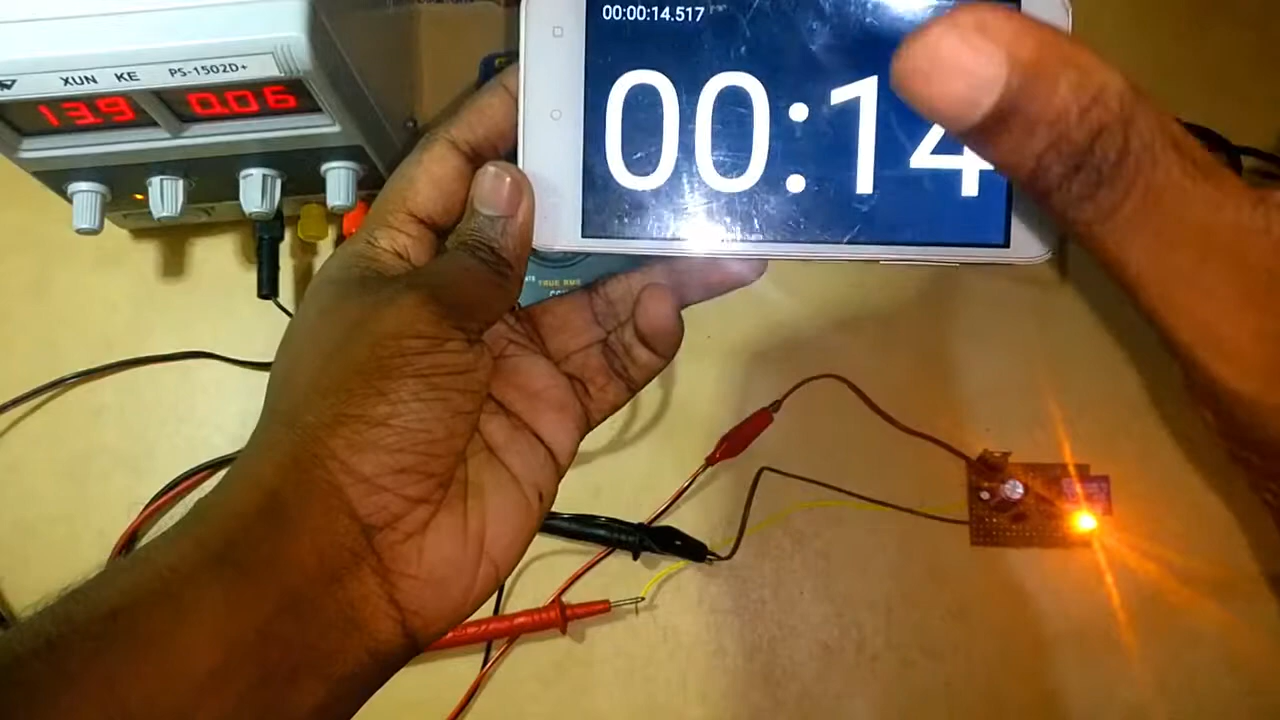 00:00:14.517
00:14
XUN KE PS-1502D+
13.9 0.06
TRUE RMS